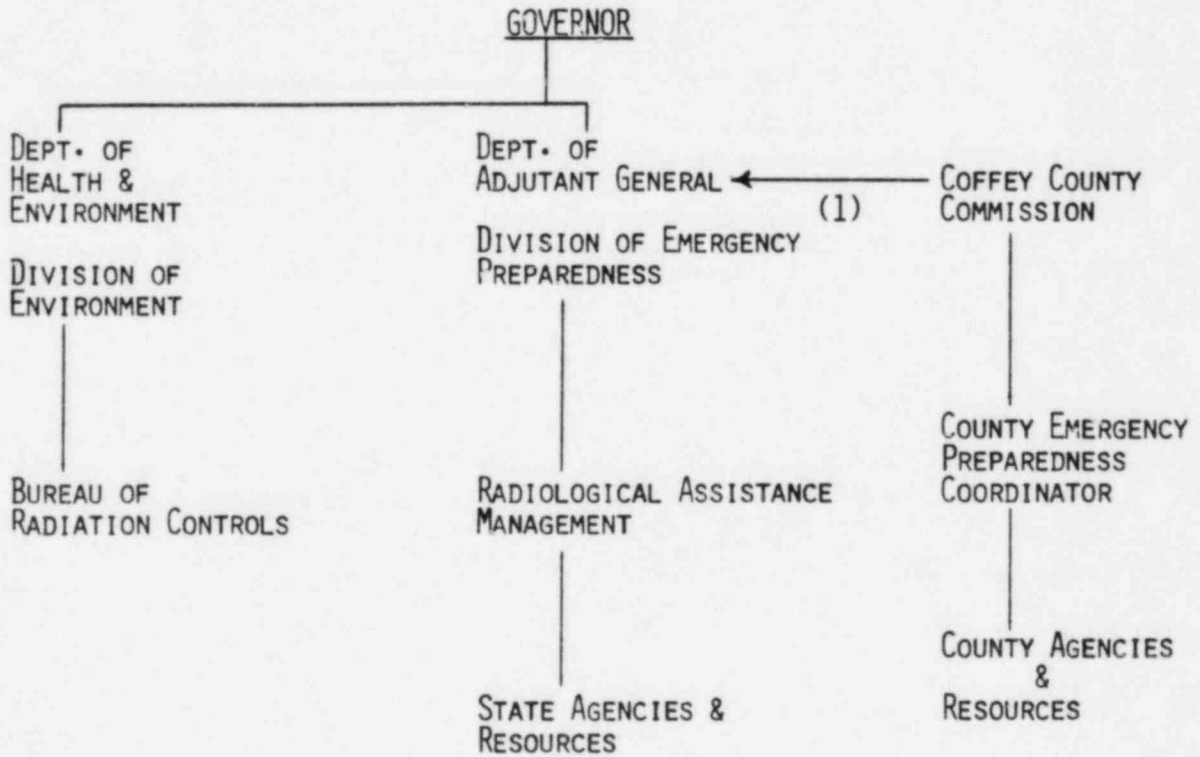 GOVERNOR
DEPT. OF
HEALTH &
ENVIRONMENT
DIVISION OF
ENVIRONMENT
BUREAU OF
RADIATION CONTROLS
DEPT. OF
ADJUTANT GENERAL
DIVISION OF EMERGENCY
PREPAREDNESS
RADIOLOGICAL ASSISTANCE
MANAGEMENT
STATE AGENCIES &
RESOURCES
(1)
COFFEY COUNTY
COMMISSION
COUNTY EMERGENCY
PREPAREDNESS
COORDINATOR
COUNTY AGENCIES
&
RESOURCES